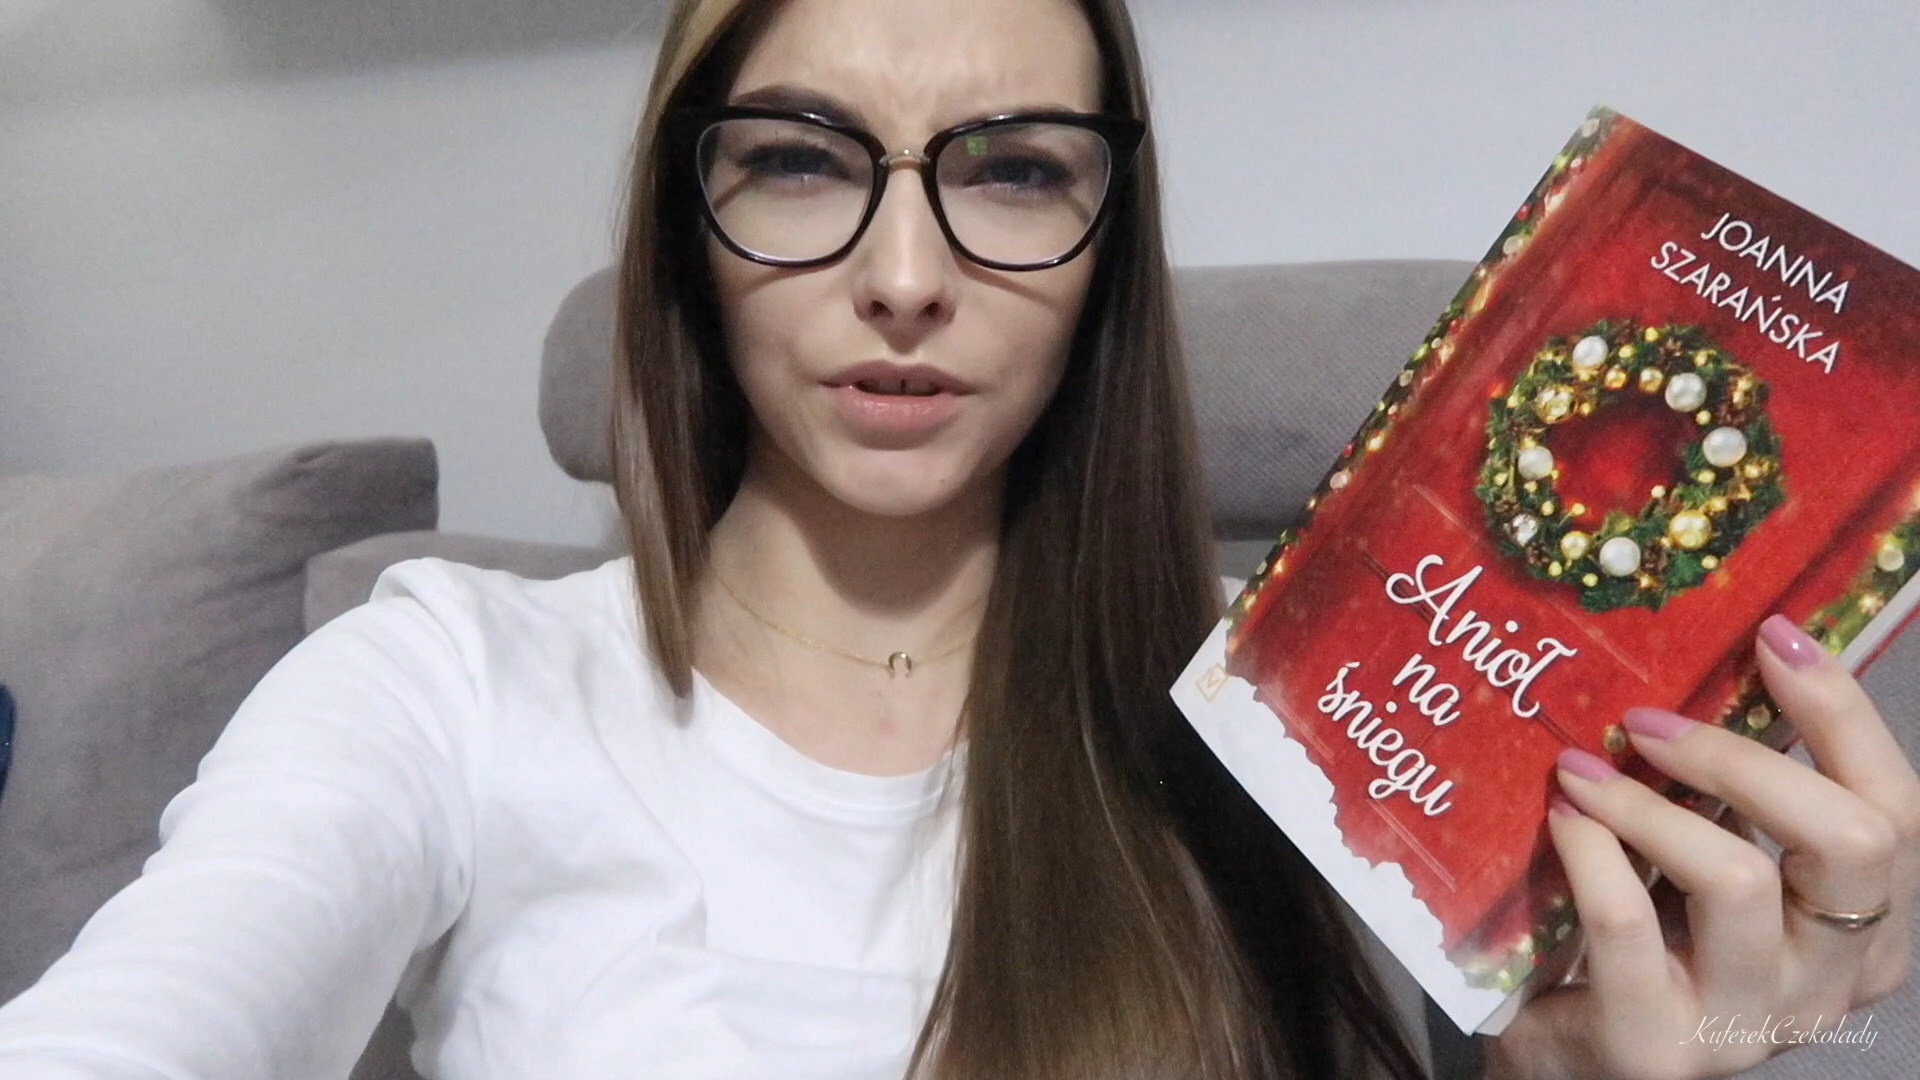 JOANNA
SZARAŃSKA
Anioł
na
śniegu
KuferekCzekolady